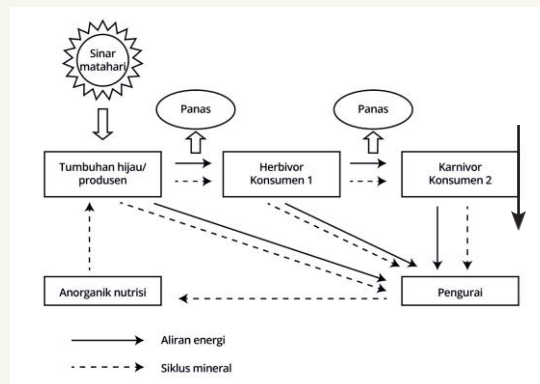 Sinar
matahari
Panas
Panas
Tumbuhan hijau/
produsen
Herbivor
Konsumen 1
Karnivor
Konsumen 2
Anorganik nutrisi
Pengurai
Aliran energi
Siklus mineral